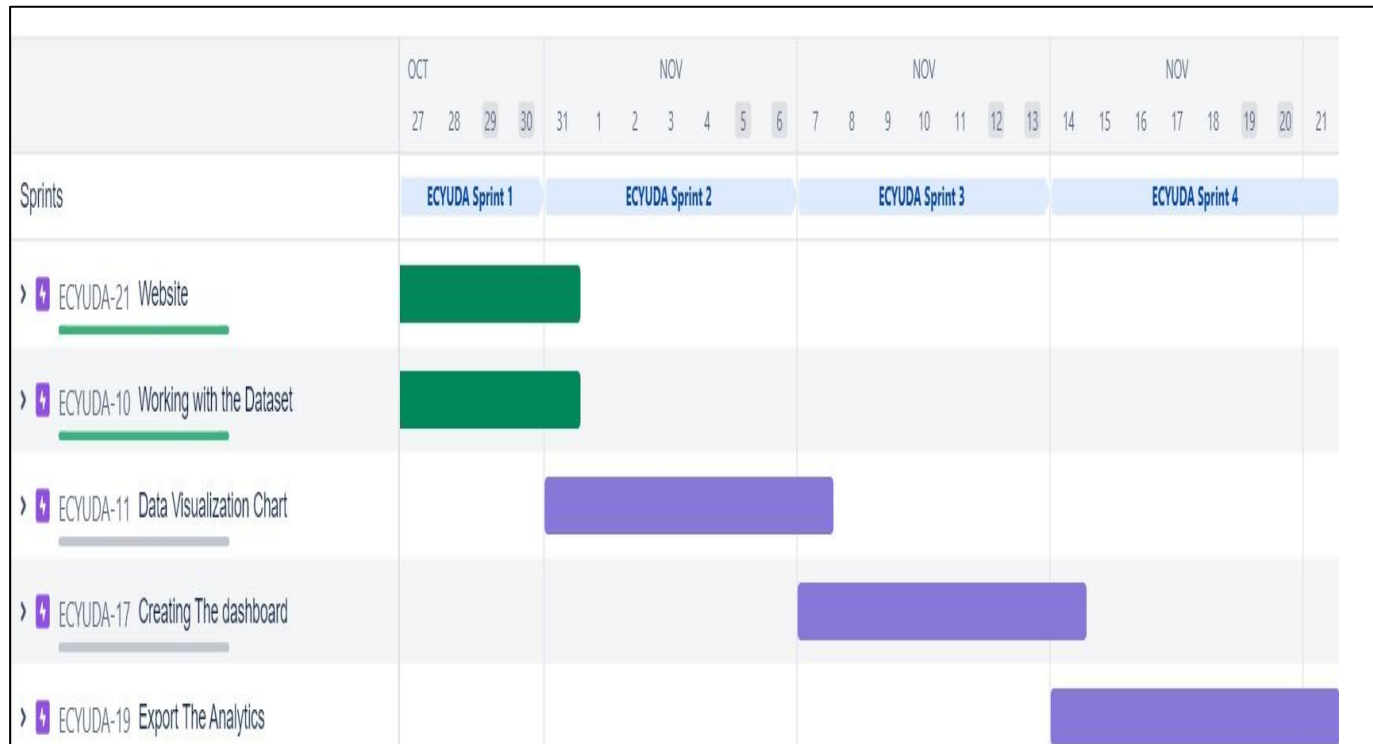 OCT NOV NOV NOV
27 28 29 30 31 1 2 3 4 5 6 7 8 9 10 11 12 13 14 15 16 17 18 19 20 21
Sprints ECYUDA Sprint 1 ECYUDA Sprint 2 ECYUDA Sprint 3 ECYUDA Sprint 4
ECYUDA-21 Website
ECYUDA-10 Working with the Dataset
ECYUDA-11 Data Visualization Chart
ECYUDA-17 Creating The dashboard
ECYUDA-19 Export The Analytics